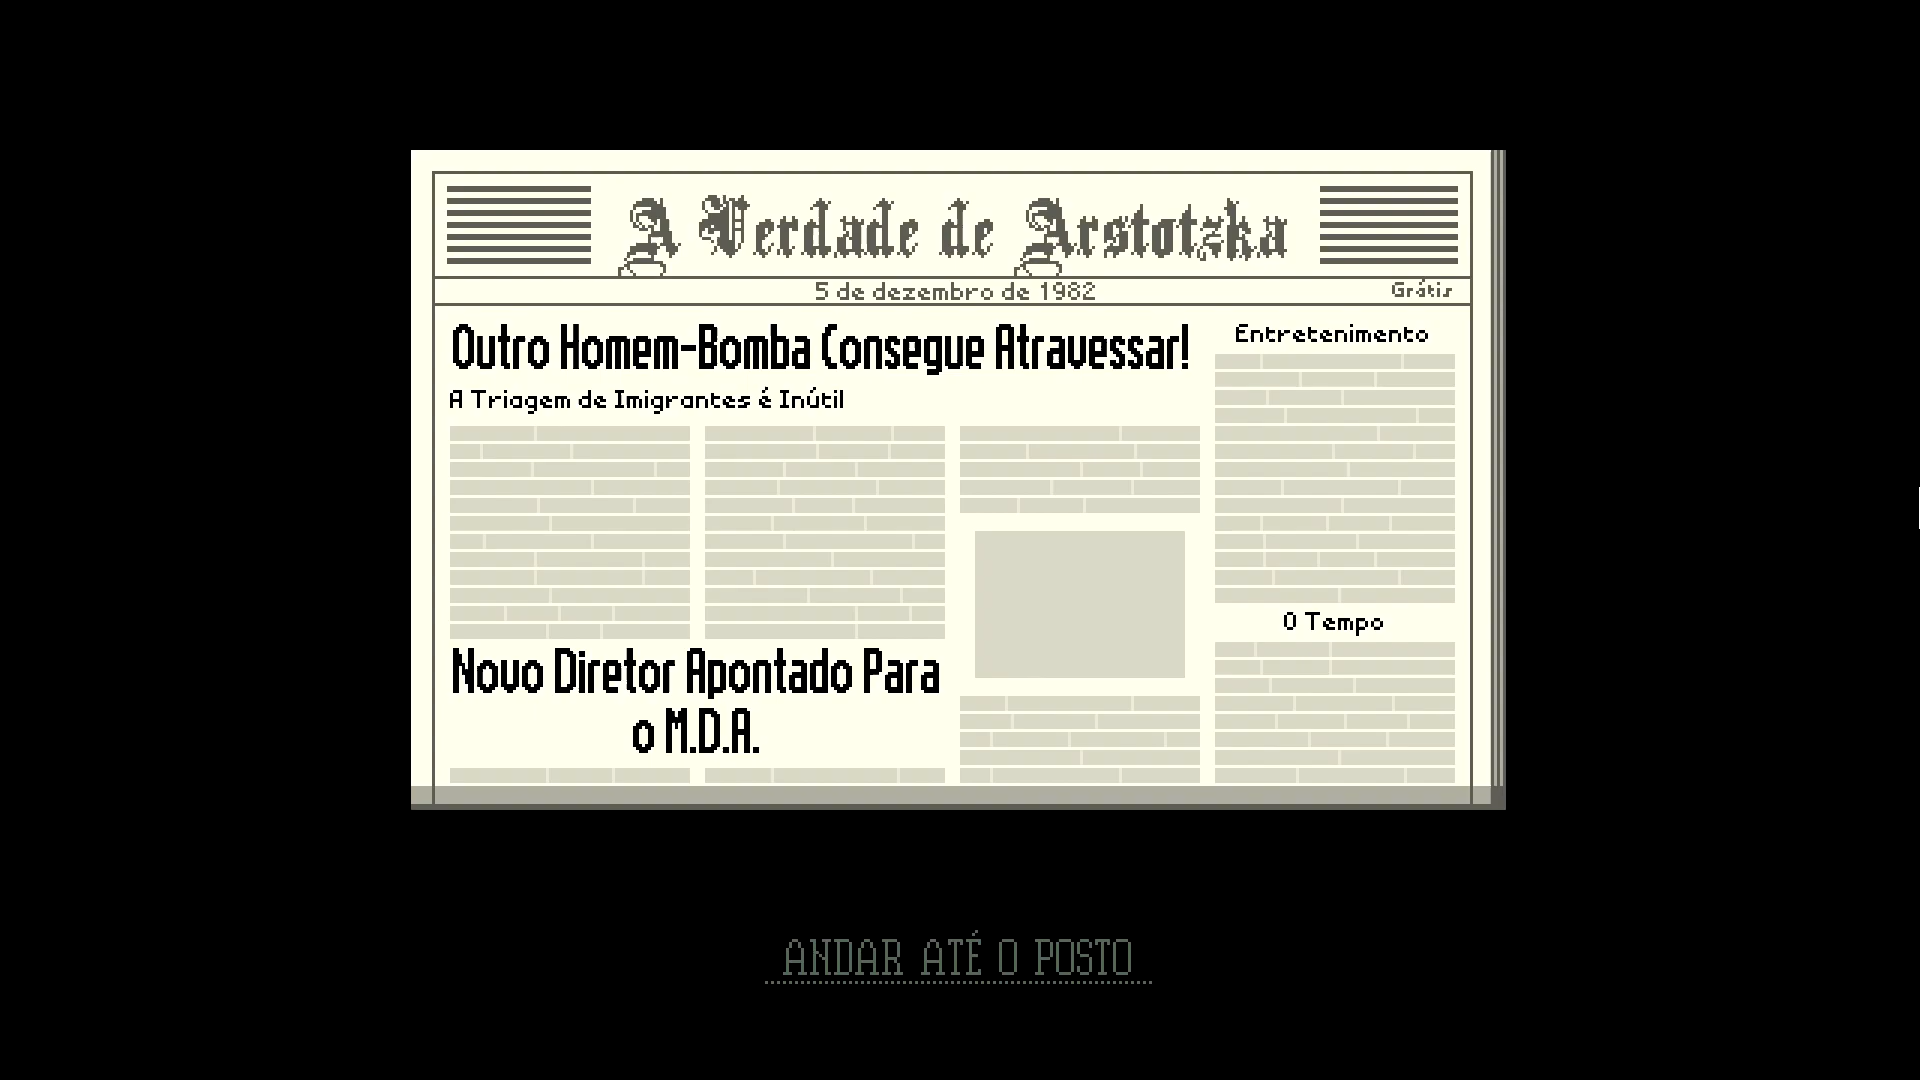 A Verdade de Arstotzka
5 de dezembro de 1982
Grátis
Outro Homem-Bomba Consegue Atravessar!
A Triagem de Imigrantes é Inútil
Novo Diretor Apontado Para
o M.D.A.
Entretenimento
O Tempo
ANDAR ATÉ O POSTO